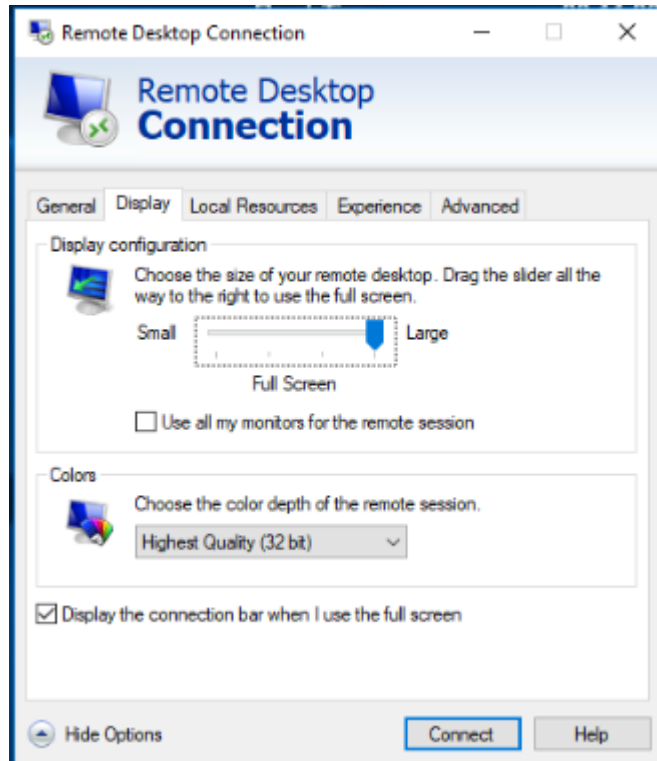 Remote Desktop Connection
Remote Desktop
Connection
General Display Local Resources Experience Advanced
Display configuration
Choose the size of your remote desktop. Drag the slider all the
way to the right to use the full screen.
Small Large
Full Screen
Use all my monitors for the remote session
Colors
Choose the color depth of the remote session.
Highest Quality (32 bit)
Display the connection bar when I use the full screen
Hide Options Connect Help